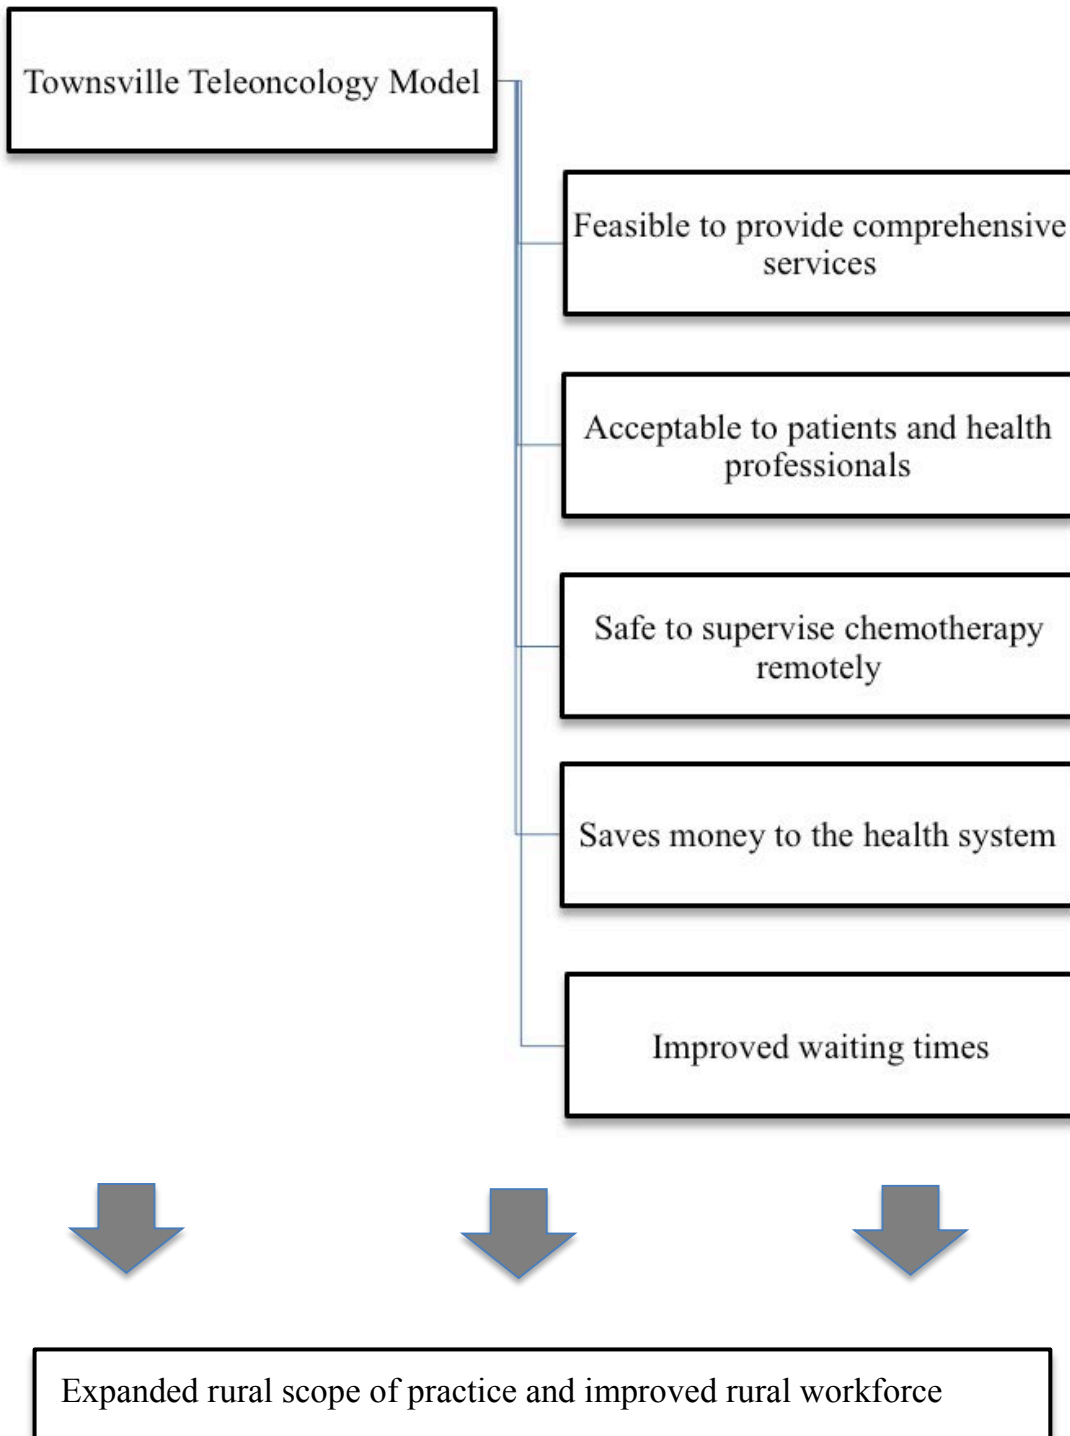 Townsville Teleoncology Model
Feasible to provide comprehensive
services
Acceptable to patients and health
professionals
Safe to supervise chemotherapy
remotely
Saves money to the health system
Improved waiting times
Expanded rural scope of practice and improved rural workforce